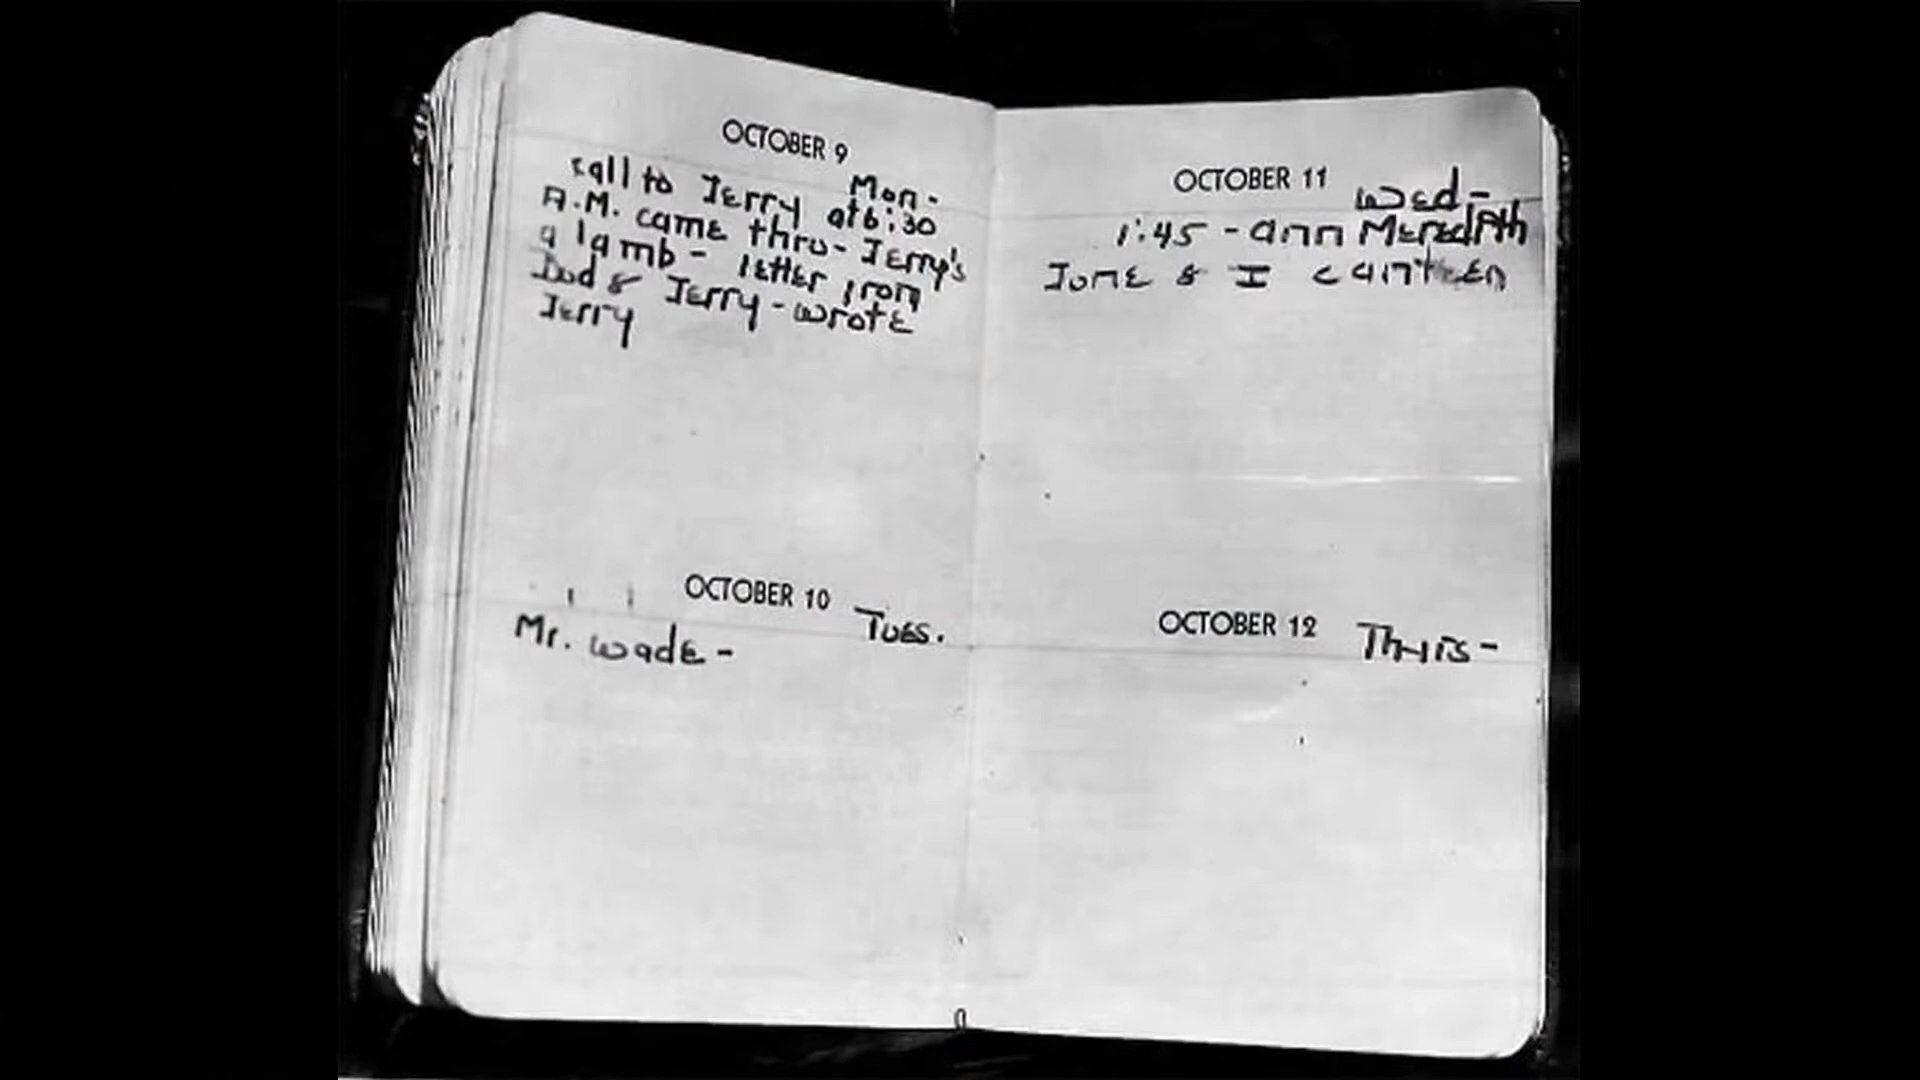 OCTOBER 9
Mon-
call to Jerry at 6:30
A.M. came thru- Jerry's
a lamb- letter from
Dad & Jerry-wrote
Jerry
OCTOBER 10
Tues.
Mr. Wade-
OCTOBER 11
Wed-
1:45 - Ann Meredith
June & I canteen
OCTOBER 12
Thurs-